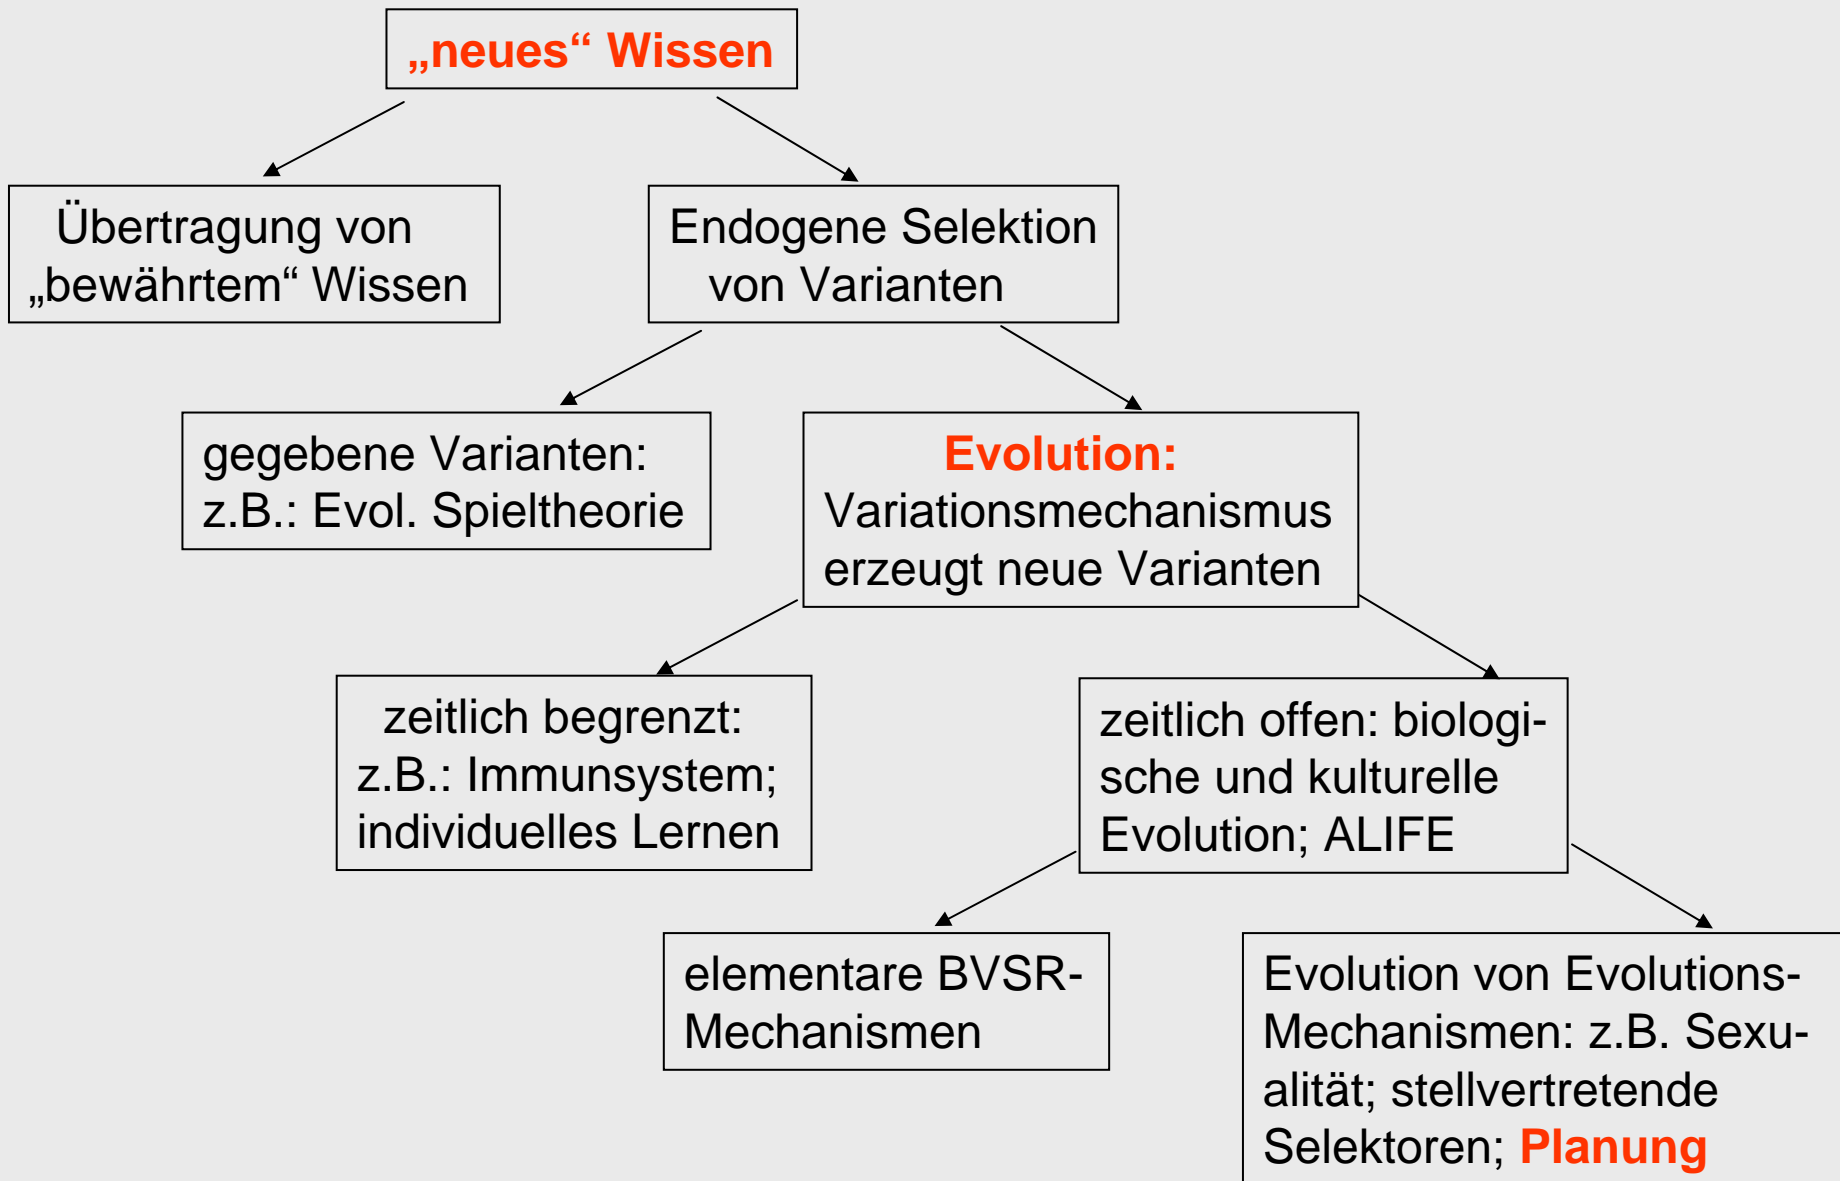 „neues“ Wissen
Übertragung von
„bewährtem“ Wissen
Endogene Selektion
von Varianten
gegebene Varianten:
z.B.: Evol. Spieltheorie
Evolution:
Variationsmechanismus
erzeugt neue Varianten
zeitlich begrenzt:
z.B.: Immunsystem;
individuelles Lernen
zeitlich offen: biologi-
sche und kulturelle
Evolution; ALIFE
elementare BVSR-
Mechanismen
Evolution von Evolutions-
Mechanismen: z.B. Sexu-
alität; stellvertretende
Selektoren; Planung